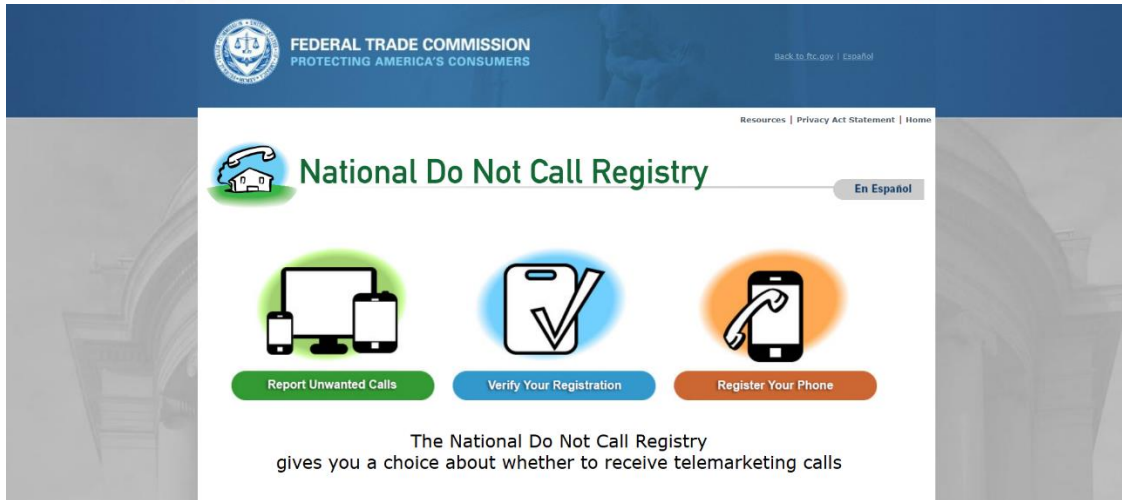 FEDERAL TRADE COMMISSION
PROTECTING AMERICA'S CONSUMERS
Back to ftc.gov | Español
Resources | Privacy Act Statement | Home
National Do Not Call Registry
En Español
Report Unwanted Calls
Verify Your Registration
Register Your Phone
The National Do Not Call Registry
gives you a choice about whether to receive telemarketing calls